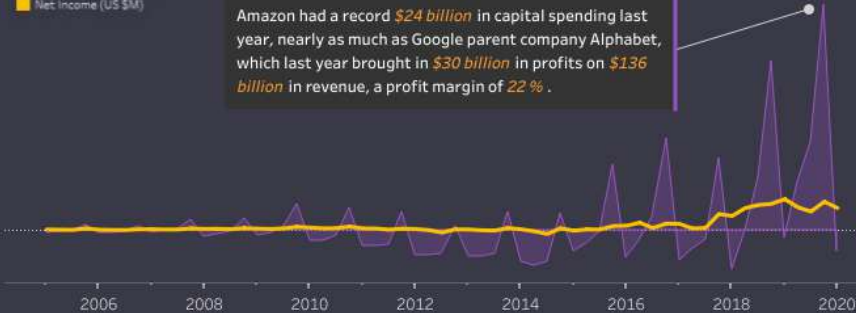 Net Income (US $M)
Amazon had a record $24 billion in capital spending last
year, nearly as much as Google parent company Alphabet,
which last year brought in $30 billion in profits on $136
billion in revenue, a profit margin of 22 % .
2006 2008 2010 2012 2014 2016 2018 2020